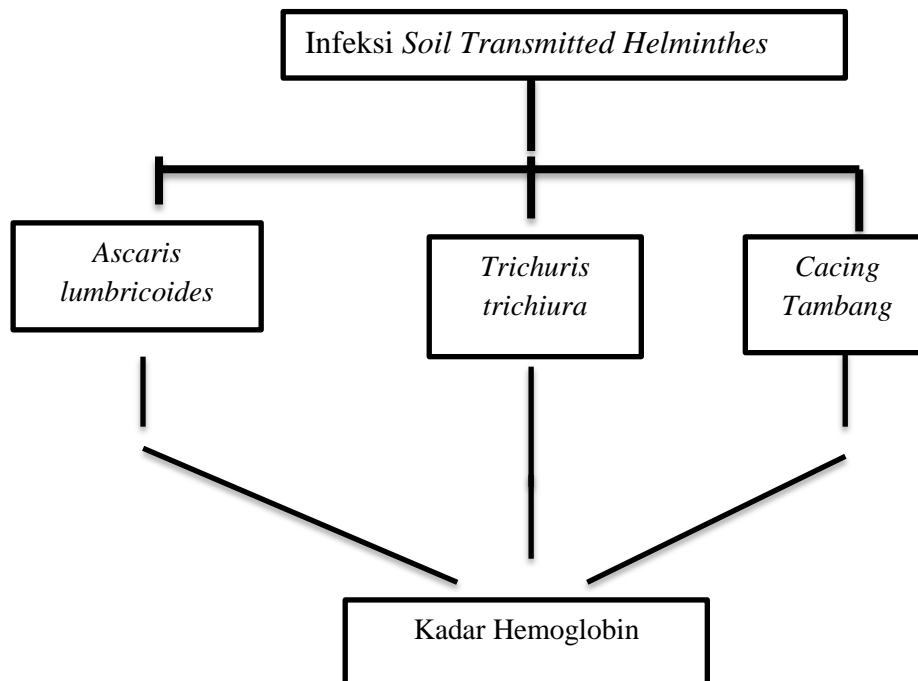 Infeksi Soil Transmitted Helminthes
Ascaris
lumbricoides
Trichuris
trichiura
Cacing
Tambang
Kadar Hemoglobin